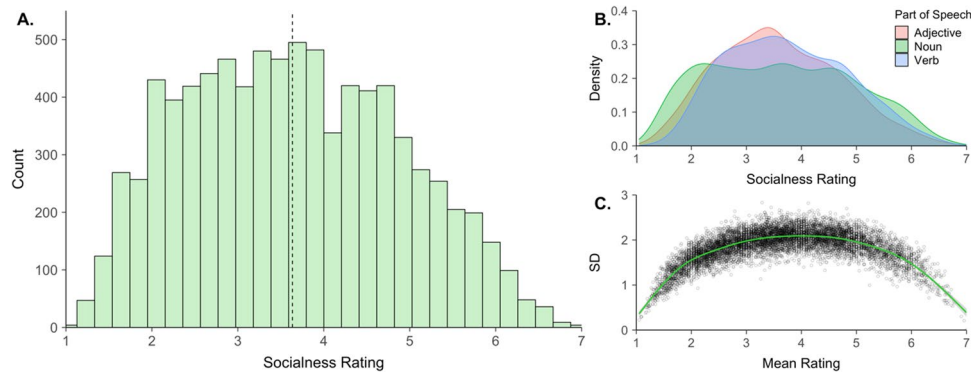 A.
500
400
300
200
100
0
Count
1 2 3 4 5 6 7
Socialness Rating
B.
0.4
0.3
0.2
0.1
0.0
Density
1 2 3 4 5 6 7
Socialness Rating
Part of Speech
Adjective
Noun
Verb
C.
3
2
1
0
SD
1 2 3 4 5 6 7
Mean Rating